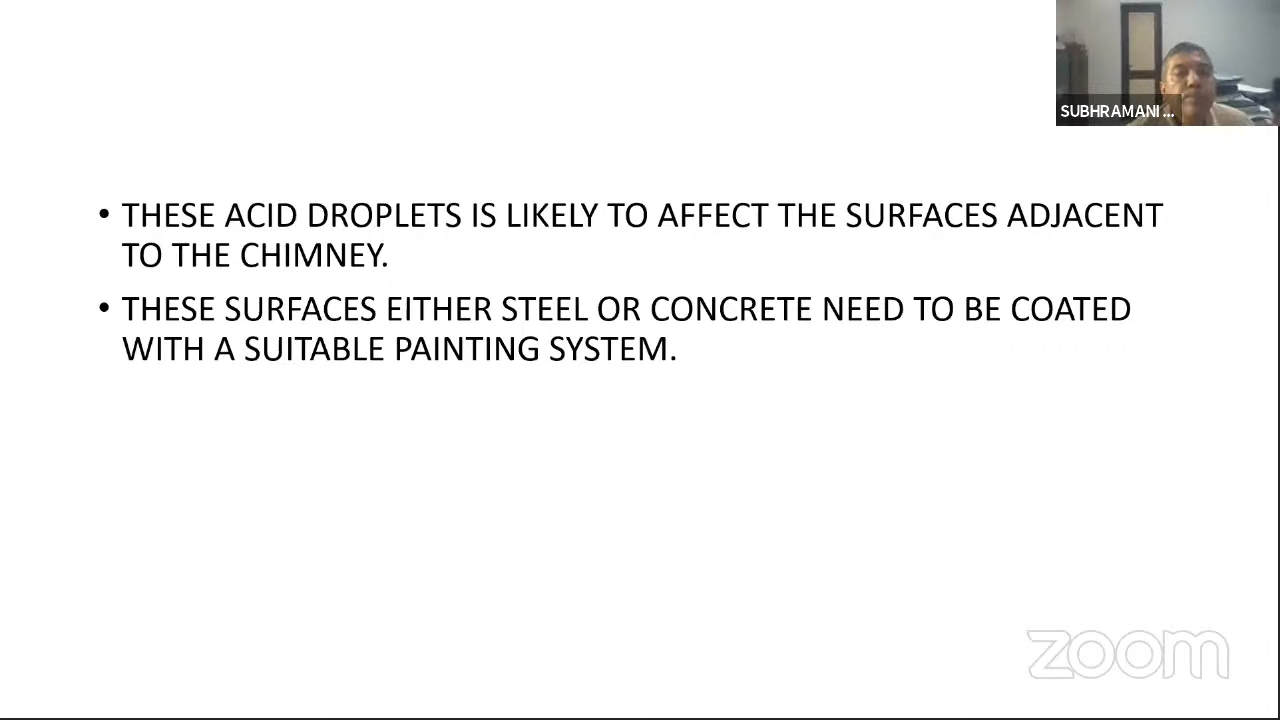 SUBHRAMANI ...
• THESE ACID DROPLETS IS LIKELY TO AFFECT THE SURFACES ADJACENT
TO THE CHIMNEY.
• THESE SURFACES EITHER STEEL OR CONCRETE NEED TO BE COATED
WITH A SUITABLE PAINTING SYSTEM.
zoom